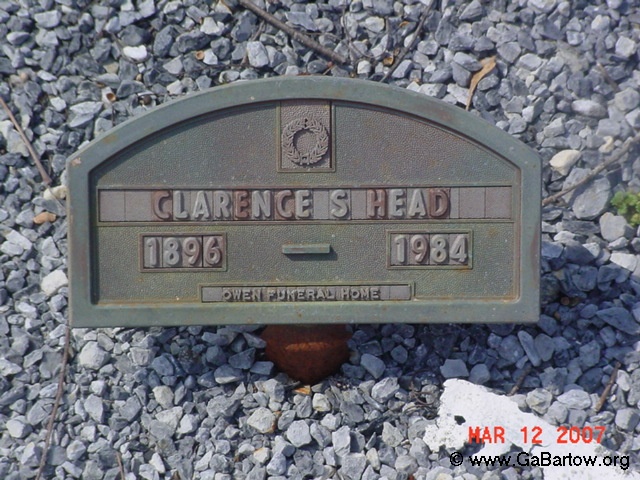 CLARENCE S HEAD
1896 - 1984
OWEN FUNERAL HOME
MAR 12 2007
© www.GaBartow.org